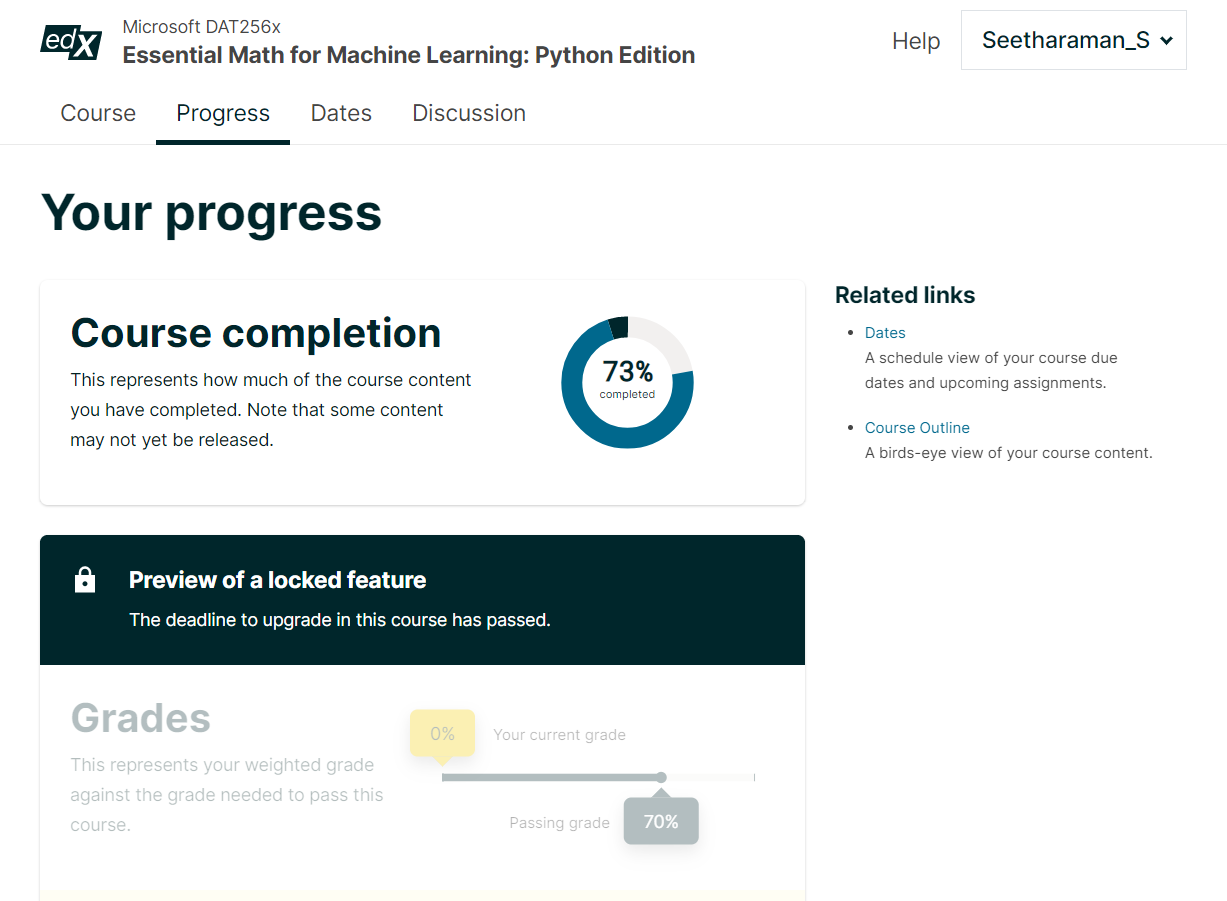 edX
Microsoft DAT256x
Essential Math for Machine Learning: Python Edition
Help
Seetharaman_S
Course
Progress
Dates
Discussion
Your progress
Course completion
This represents how much of the course content
you have completed. Note that some content
may not yet be released.
73%
completed
Related links
Dates
A schedule view of your course due
dates and upcoming assignments.
Course Outline
A birds-eye view of your course content.
Preview of a locked feature
The deadline to upgrade in this course has passed.
Grades
This represents your weighted grade
against the grade needed to pass this
course.
0%
Your current grade
Passing grade
70%